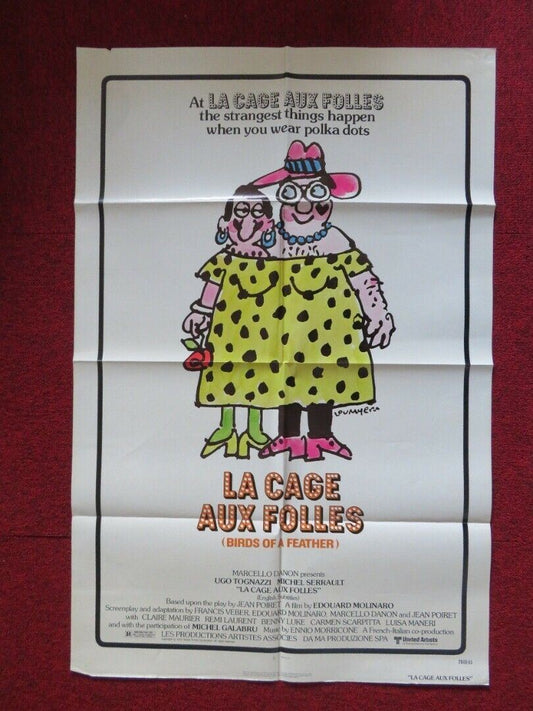 At LA CAGE AUX FOLLES
the strangest things happen
when you wear polka dots
LOU MYERS
LA CAGE
AUX FOLLES
(BIRDS OF A FEATHER)
MARCELLO DANON presents
UGO TOGNAZZI MICHEL SERRAULT
"LA CAGE AUX FOLLES"
(English Subtitles)
Based upon the play by JEAN POIRET A film by EDOUARD MOLINARO
Screenplay and adaptation by FRANCIS VEBER, EDOUARD MOLINARO, MARCELLO DANON and JEAN POIRET
with CLAIRE MAURIER REMI LAURENT BENNY LUKE CARMEN SCARPITTA LUISA MANERI
and with the participation of MICHEL GALABRU Music by ENNIO MORRICONE A French-Italian co-production
R LES PRODUCTIONS ARTISTES ASSOCIES DA MA PRODUZIONE SPA United Artists
"LA CAGE AUX FOLLES"